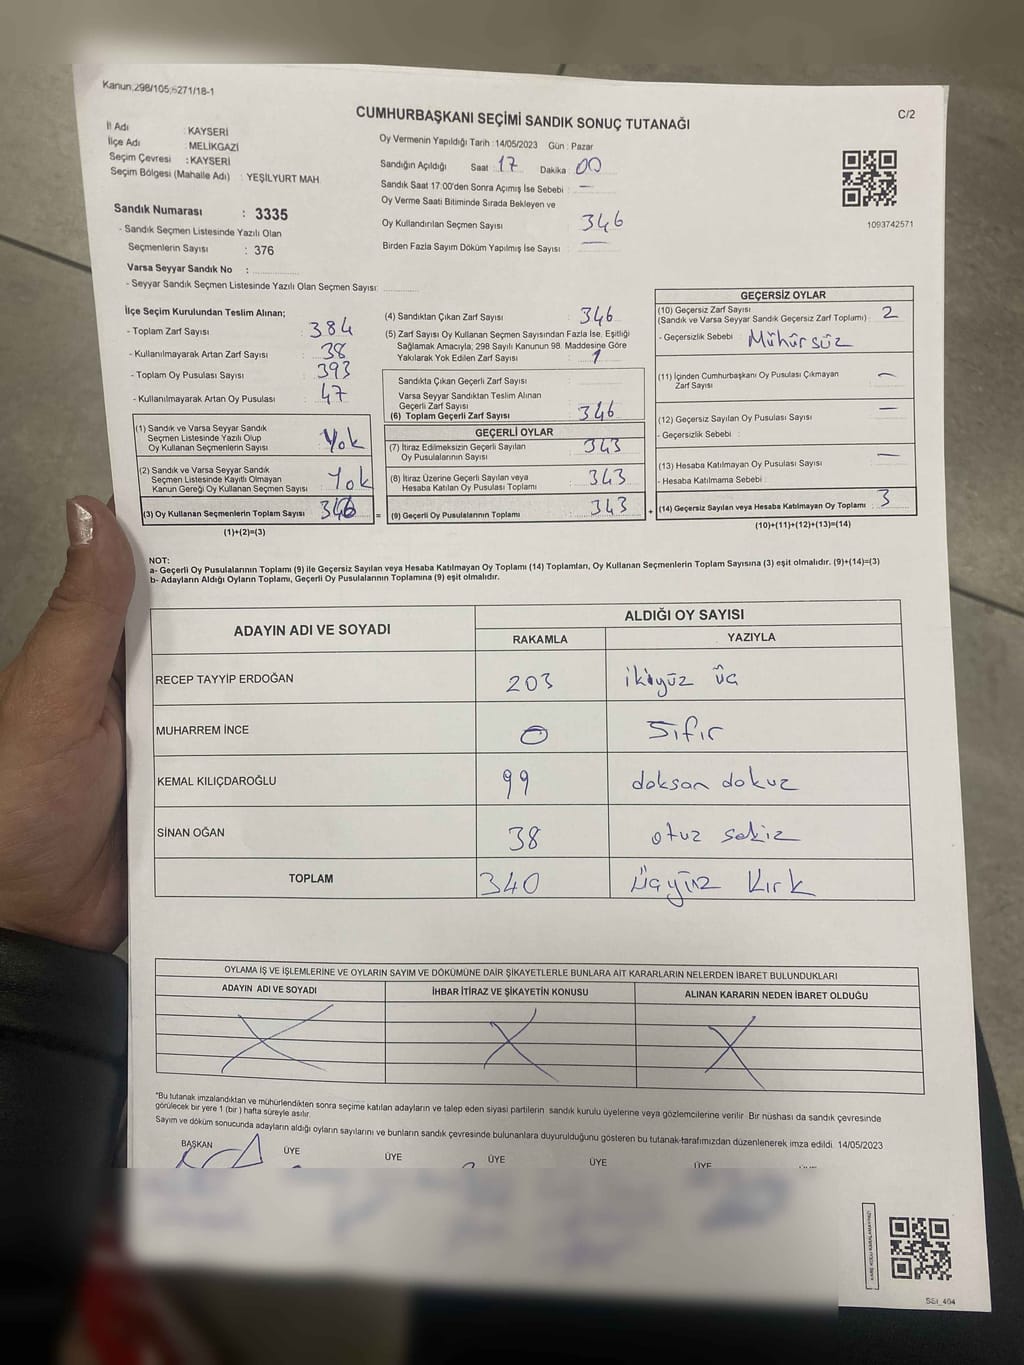 Kanun;298/105;6271/18-1
C/2
CUMHURBAŞKANI SEÇİMİ SANDIK SONUÇ TUTANAĞI
İl Adı : KAYSERİ
İlçe Adı : MELİKGAZİ
Seçim Çevresi : KAYSERİ
Seçim Bölgesi (Mahalle Adı) : YEŞİLYURT MAH
Sandık Numarası : 3335
- Sandık Seçmen Listesinde Yazılı Olan
Seçmenlerin Sayısı : 376
Varsa Seyyar Sandık No :
- Seyyar Sandık Seçmen Listesinde Yazılı Olan Seçmen Sayısı:
Oy Vermenin Yapıldığı Tarih :14/05/2023 Gün : Pazar
Sandığın Açıldığı Saat : 17 Dakika : 00
Sandık Saat 17:00'den Sonra Açımış İse Sebebi : —
Oy Verme Saati Bitiminde Sırada Bekleyen ve
Oy Kullandırılan Seçmen Sayısı : 346
Birden Fazla Sayım Döküm Yapılmış İse Sayısı : —
1093742571
İlçe Seçim Kurulundan Teslim Alınan;
- Toplam Zarf Sayısı 384
- Kullanılmayarak Artan Zarf Sayısı 38
- Toplam Oy Pusulası Sayısı 393
- Kullanılmayarak Artan Oy Pusulası 47
(1) Sandık ve Varsa Seyyar Sandık
Seçmen Listesinde Yazılı Olup
Oy Kullanan Seçmenlerin Sayısı Yok
(2) Sandık ve Varsa Seyyar Sandık
Seçmen Listesinde Kayıtlı Olmayan
Kanun Gereği Oy Kullanan Seçmen Sayısı Yok
(3) Oy Kullanan Seçmenlerin Toplam Sayısı 346
(1)+(2)=(3)
(4) Sandıktan Çıkan Zarf Sayısı : 346
(5) Zarf Sayısı Oy Kullanan Seçmen Sayısından Fazla İse, Eşitliği
Sağlamak Amacıyla; 298 Sayılı Kanunun 98. Maddesine Göre
Yakılarak Yok Edilen Zarf Sayısı : 1
Sandıkta Çıkan Geçerli Zarf Sayısı :
Varsa Seyyar Sandıktan Teslim Alınan
Geçerli Zarf Sayısı :
(6) Toplam Geçerli Zarf Sayısı : 346
GEÇERLİ OYLAR
(7) İtiraz Edilmeksizin Geçerli Sayılan
Oy Pusulalarının Sayısı : 343
(8) İtiraz Üzerine Geçerli Sayılan veya
Hesaba Katılan Oy Pusulası Toplamı : 343
= (9) Geçerli Oy Pusulalarının Toplamı : 343
GEÇERSİZ OYLAR
(10) Geçersiz Zarf Sayısı
(Sandık ve Varsa Seyyar Sandık Geçersiz Zarf Toplamı) : 2
- Geçersizlik Sebebi : Mühürsüz
(11) İçinden Cumhurbaşkanı Oy Pusulası Çıkmayan
Zarf Sayısı : —
(12) Geçersiz Sayılan Oy Pusulası Sayısı : —
- Geçersizlik Sebebi :
(13) Hesaba Katılmayan Oy Pusulası Sayısı : —
- Hesaba Katılmama Sebebi :
+ (14) Geçersiz Sayılan veya Hesaba Katılmayan Oy Toplamı : 3
(10)+(11)+(12)+(13)=(14)
NOT:
a- Geçerli Oy Pusulalarının Toplamı (9) ile Geçersiz Sayılan veya Hesaba Katılmayan Oy Toplamı (14) Toplamları, Oy Kullanan Seçmenlerin Toplam Sayısına (3) eşit olmalıdır. (9)+(14)=(3)
b- Adayların Aldığı Oyların Toplamı, Geçerli Oy Pusulalarının Toplamına (9) eşit olmalıdır.
ADAYIN ADI VE SOYADI ALDIĞI OY SAYISI
RAKAMLA YAZIYLA
RECEP TAYYİP ERDOĞAN 203 ikiyüz üç
MUHARREM İNCE 0 Sıfır
KEMAL KILIÇDAROĞLU 99 doksan dokuz
SİNAN OĞAN 38 otuz sekiz
TOPLAM 340 Üçyüz Kırk
OYLAMA İŞ VE İŞLEMLERİNE VE OYLARIN SAYIM VE DÖKÜMÜNE DAİR ŞİKAYETLERLE BUNLARA AİT KARARLARIN NELERDEN İBARET BULUNDUKLARI
ADAYIN ADI VE SOYADI İHBAR İTİRAZ VE ŞİKAYETİN KONUSU ALINAN KARARIN NEDEN İBARET OLDUĞU
*Bu tutanak imzalandıktan ve mühürlendikten sonra seçime katılan adayların ve talep eden siyasi partilerin sandık kurulu üyelerine veya gözlemcilerine verilir. Bir nüshası da sandık çevresinde
görülecek bir yere 1 (bir) hafta süreyle asılır.
Sayım ve döküm sonucunda adayların aldığı oyların sayılarını ve bunların sandık çevresinde bulunanlara duyurulduğunu gösteren bu tutanak tarafımızdan düzenlenerek imza edildi. 14/05/2023
BAŞKAN ÜYE ÜYE ÜYE ÜYE ÜYE
SEİ_404